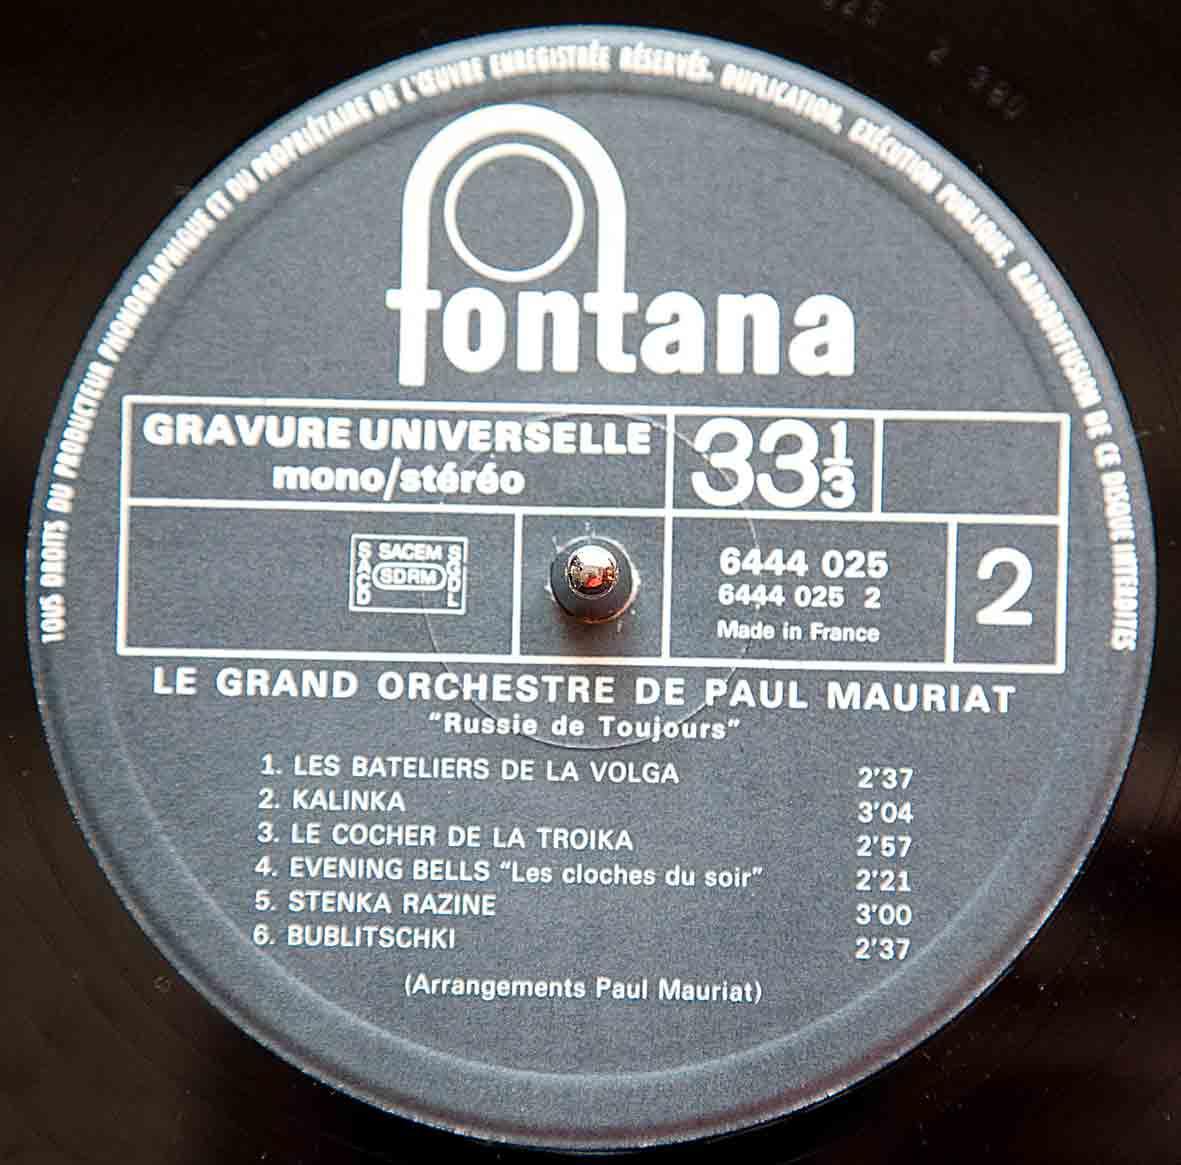 TOUS DROITS DU PRODUCTEUR PHONOGRAPHIQUE ET DU PROPRIÉTAIRE DE L'ŒUVRE ENREGISTRÉE RÉSERVÉS. DUPLICATION, EXÉCUTION PUBLIQUE, RADIODIFFUSION DE CE DISQUE INTERDITES
fontana
GRAVURE UNIVERSELLE
mono/stéréo
33 1/3
SACEM
SACD
SDRM
SGDL
6444 025
6444 025 2
Made in France
2
LE GRAND ORCHESTRE DE PAUL MAURIAT
"Russie de Toujours"
1. LES BATELIERS DE LA VOLGA 2'37
2. KALINKA 3'04
3. LE COCHER DE LA TROIKA 2'57
4. EVENING BELLS "Les cloches du soir" 2'21
5. STENKA RAZINE 3'00
6. BUBLITSCHKI 2'37
(Arrangements Paul Mauriat)